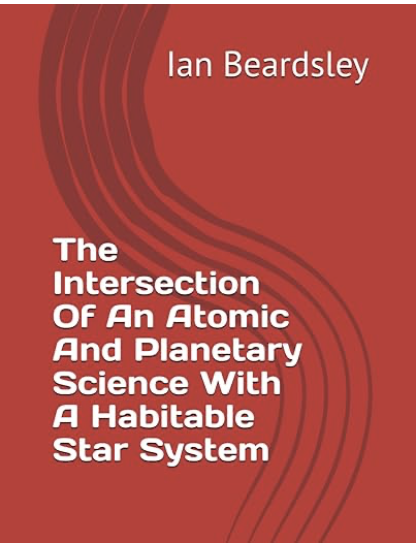 Ian Beardsley
The
Intersection
Of An Atomic
And Planetary
Science With
A Habitable
Star System